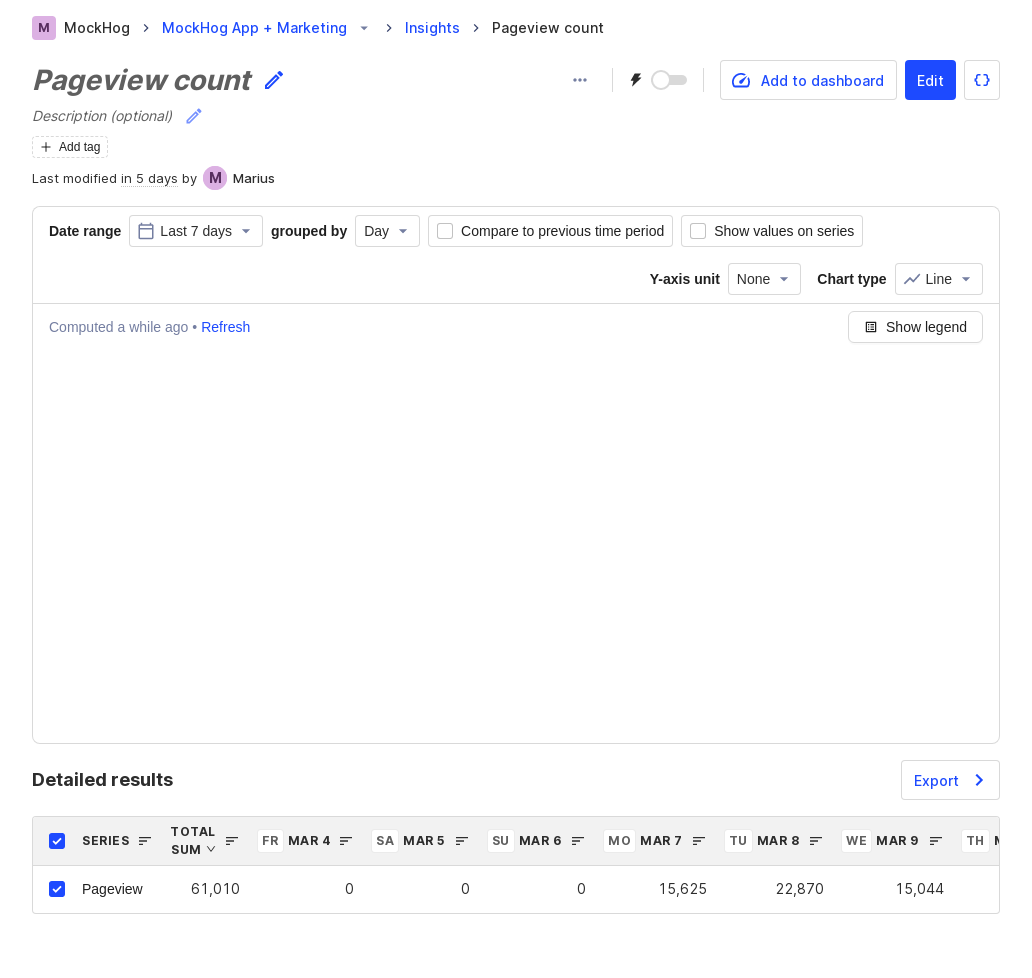 M MockHog > MockHog App + Marketing > Insights > Pageview count
Pageview count
Add to dashboard Edit {}
Description (optional)
+ Add tag
Last modified in 5 days by M Marius
Date range Last 7 days grouped by Day Compare to previous time period Show values on series
Y-axis unit None Chart type Line
Computed a while ago • Refresh Show legend
Detailed results Export
SERIES TOTAL SUM FR MAR 4 SA MAR 5 SU MAR 6 MO MAR 7 TU MAR 8 WE MAR 9 TH
Pageview 61,010 0 0 0 15,625 22,870 15,044